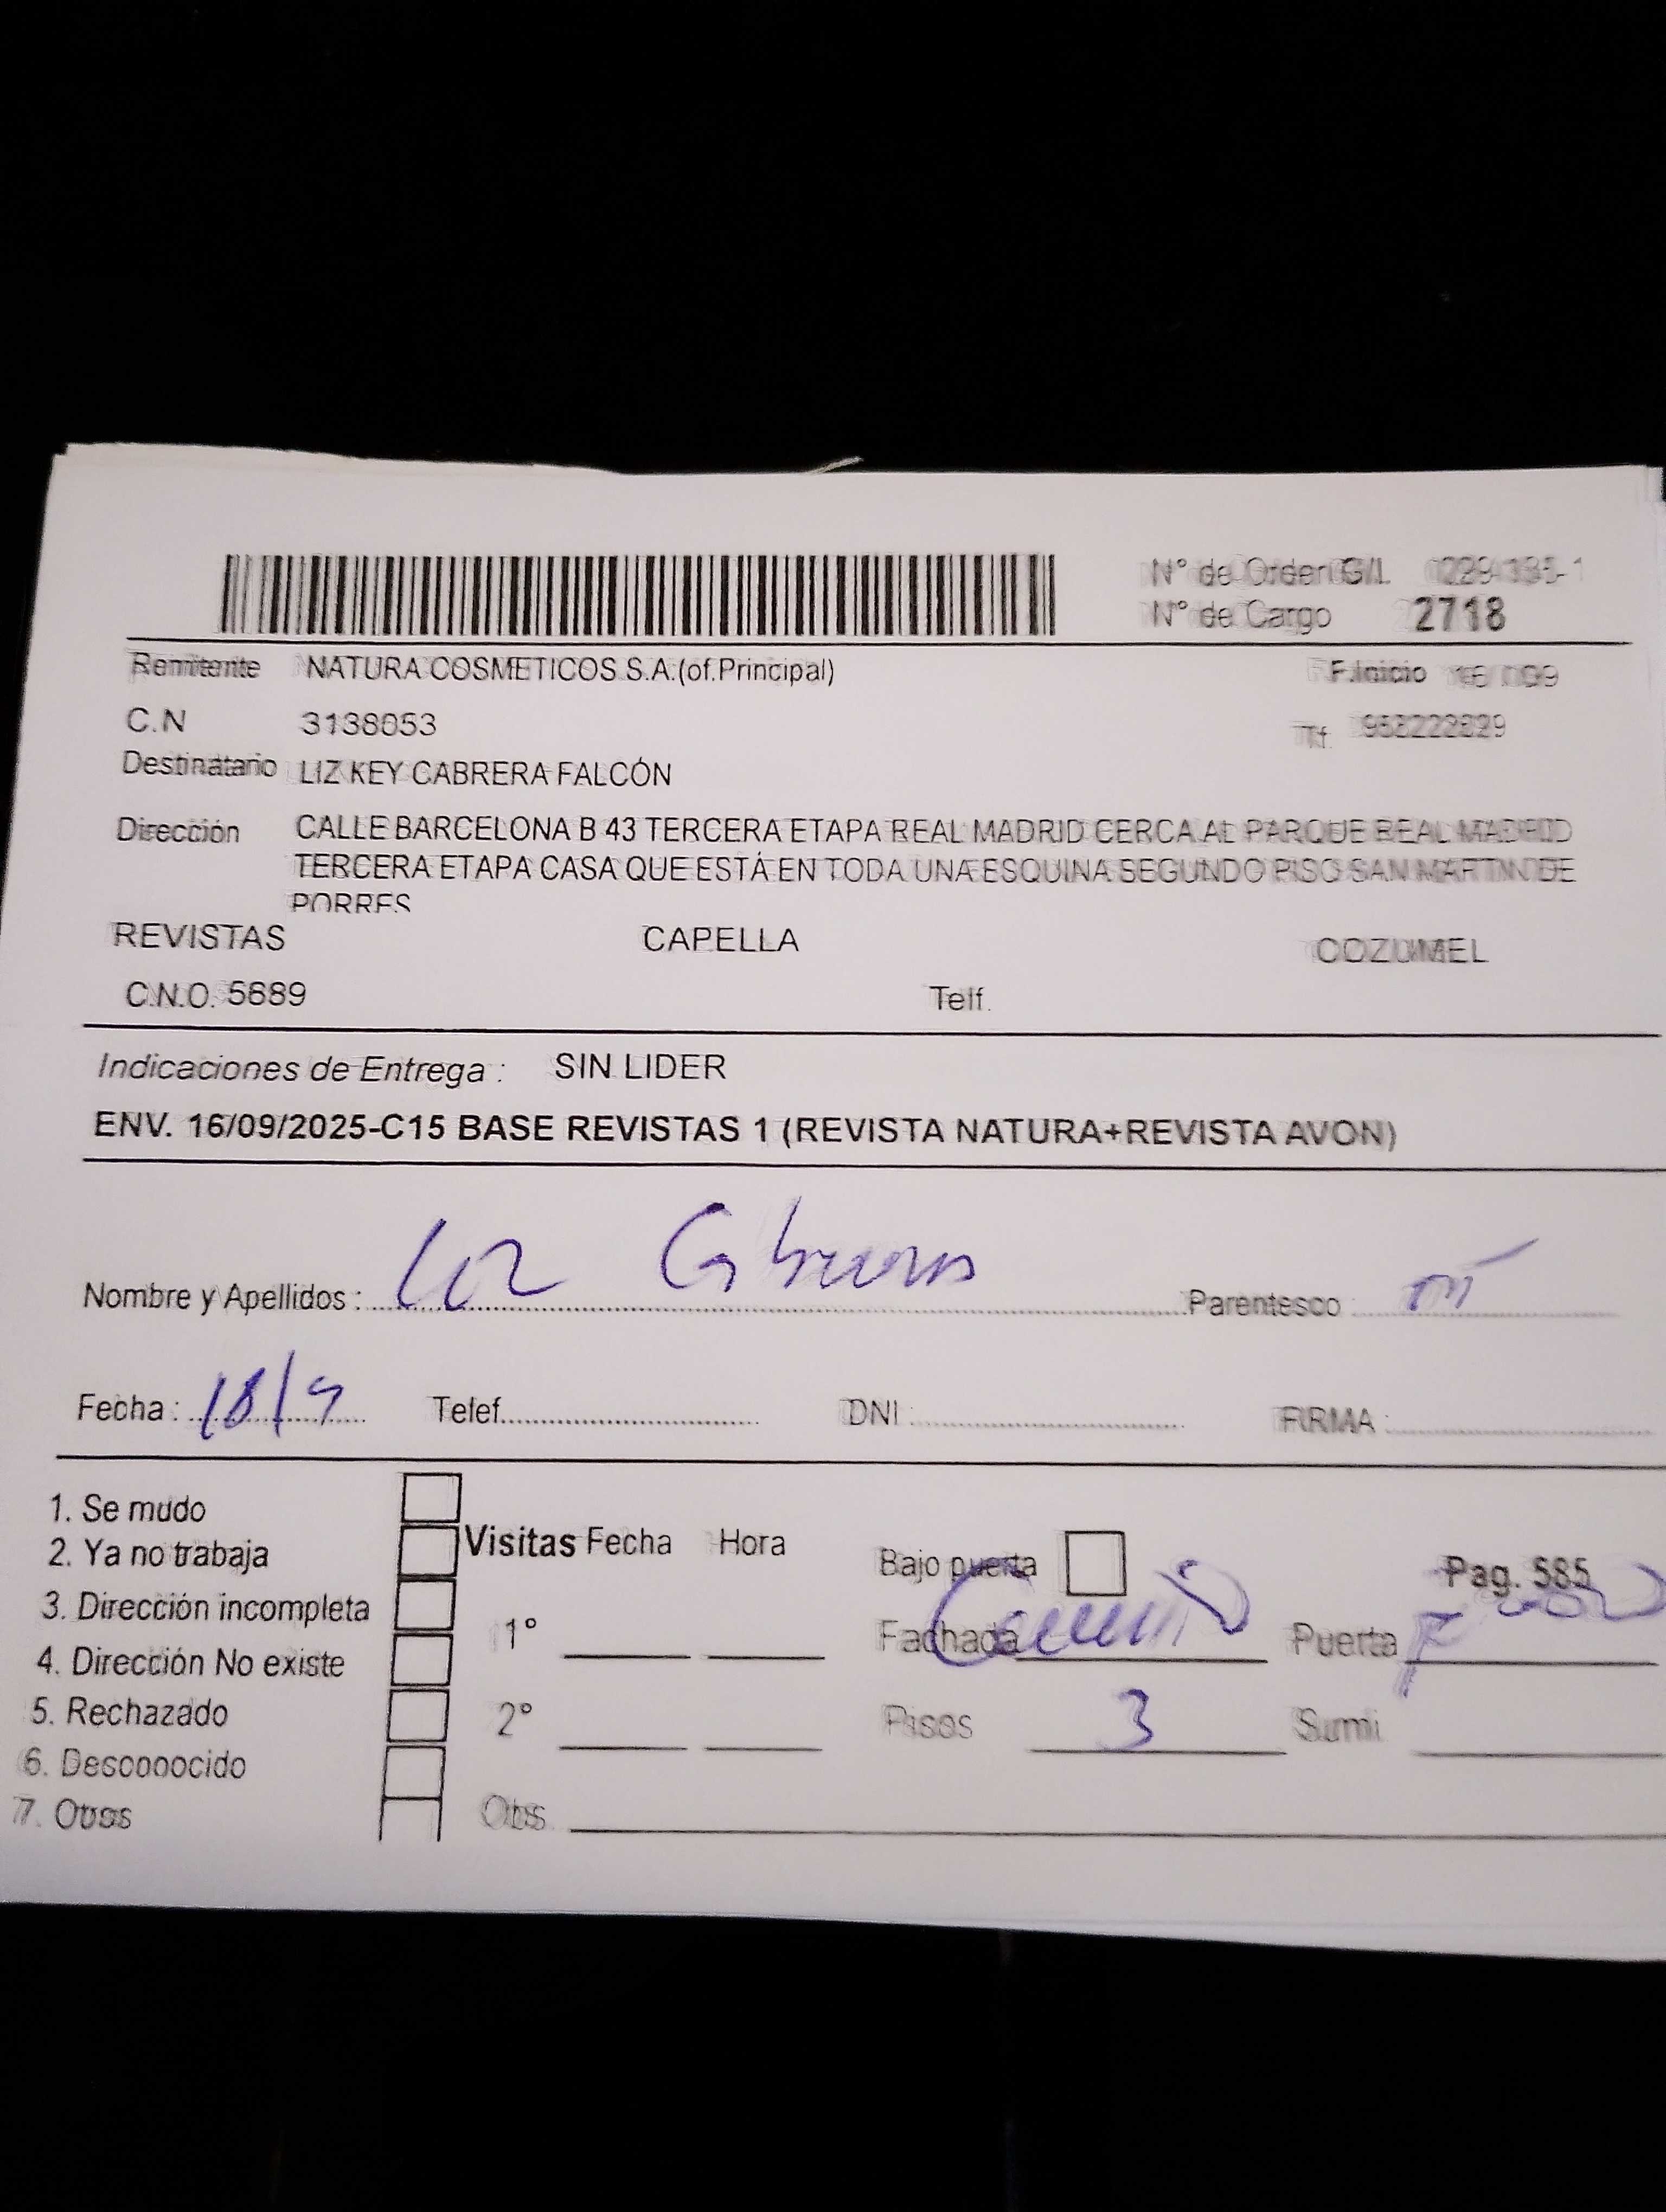 Nº de Orden G/L
Nº de Cargo 2718
Remitente NATURA COSMETICOS S.A.(of.Principal) F.Inicio
C.N 3138053 Tf.
Destinatario LIZ KEY CABRERA FALCÓN
Dirección CALLE BARCELONA B 43 TERCERA ETAPA REAL MADRID CERCA AL PARQUE REAL MADRID
TERCERA ETAPA CASA QUE ESTÁ EN TODA UNA ESQUINA SEGUNDO PISO SAN MARTIN DE
PORRES
REVISTAS CAPELLA COZUMEL
C.N.O. 5689 Telf.
Indicaciones de Entrega : SIN LIDER
ENV. 16/09/2025-C15 BASE REVISTAS 1 (REVISTA NATURA+REVISTA AVON)
Nombre y Apellidos : Liz Cabrera Parentesco
Fecha : 18/9 Telef. DNI : FIRMA :
1. Se mudo
2. Ya no trabaja
3. Dirección incompleta
4. Dirección No existe
5. Rechazado
6. Desconocido
7. Otros
Visitas Fecha Hora
1°
2°
Obs
Bajo puerta Pag. 585
Fachada Puerta
Pisos 3 Sumi